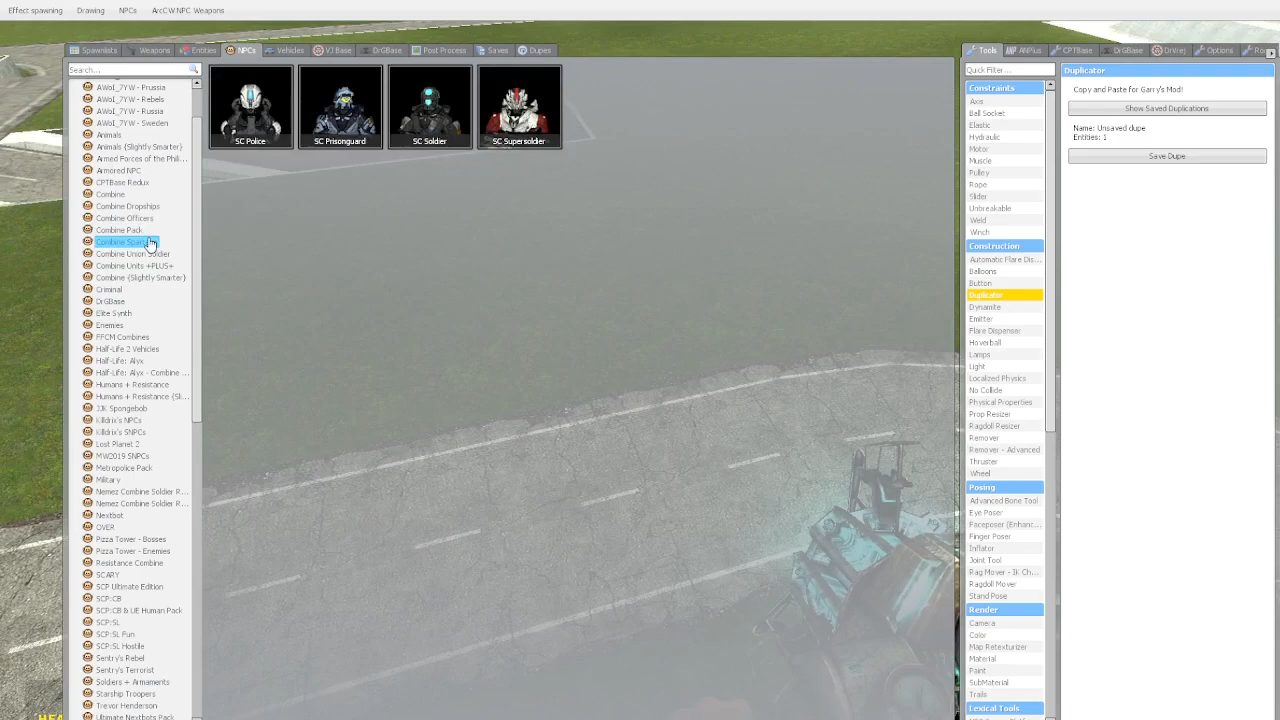 Effect spawning Drawing NPCs ArcCW NPC Weapons
Spawnlists Weapons Entities NPCs Vehicles VJ Base DrGBase Post Process Saves Dupes
Search...
AWoI_7YW - Prussia
AWoI_7YW - Rebels
AWoI_7YW - Russia
AWoI_7YW - Sweden
Animals
Animals {Slightly Smarter}
Armed Forces of the Phili...
Armored NPC
CPTBase Redux
Combine
Combine Dropships
Combine Officers
Combine Pack
Combine Union Soldier
Combine Units +PLUS+
Combine {Slightly Smarter}
Criminal
DrGBase
Elite Synth
Enemies
FFCM Combines
Half-Life 2 Vehicles
Half-Life: Alyx
Half-Life: Alyx - Combine ...
Humans + Resistance
Humans + Resistance {Sli...
JJK Spongebob
Killdrix's NPCs
Killdrix's SNPCs
Lost Planet 2
MW2019 SNPCs
Metropolice Pack
Military
Nemez Combine Soldier R...
Nemez Combine Soldier R...
Nextbot
OVER
Pizza Tower - Bosses
Pizza Tower - Enemies
Resistance Combine
SCARY
SCP Ultimate Edition
SCP:CB
SCP:CB & UE Human Pack
SCP:SL
SCP:SL Fun
SCP:SL Hostile
Sentry's Rebel
Sentry's Terrorist
Soldiers + Armaments
Starship Troopers
Trevor Henderson
Ultimate Nextbots Pack
SC Police SC Prisonguard SC Soldier SC Supersoldier
Tools ANPlus CPTBase DrGBase DrVrej Options
Quick Filter...
Constraints
Axis
Ball Socket
Elastic
Hydraulic
Motor
Muscle
Pulley
Rope
Slider
Unbreakable
Weld
Winch
Construction
Automatic Flare Dis...
Balloons
Button
Duplicator
Dynamite
Emitter
Flare Dispenser
Hoverball
Lamps
Light
Localized Physics
No Collide
Physical Properties
Prop Resizer
Ragdoll Resizer
Remover
Remover - Advanced
Thruster
Wheel
Posing
Advanced Bone Tool
Eye Poser
Faceposer (Enhanc...
Finger Poser
Inflator
Joint Tool
Rag Mover - IK Ch...
Ragdoll Mover
Stand Pose
Render
Camera
Color
Map Retexturizer
Material
Paint
SubMaterial
Trails
Lexical Tools
Duplicator
Copy and Paste for Garry's Mod!
Show Saved Duplications
Name: Unsaved dupe
Entities: 1
Save Dupe